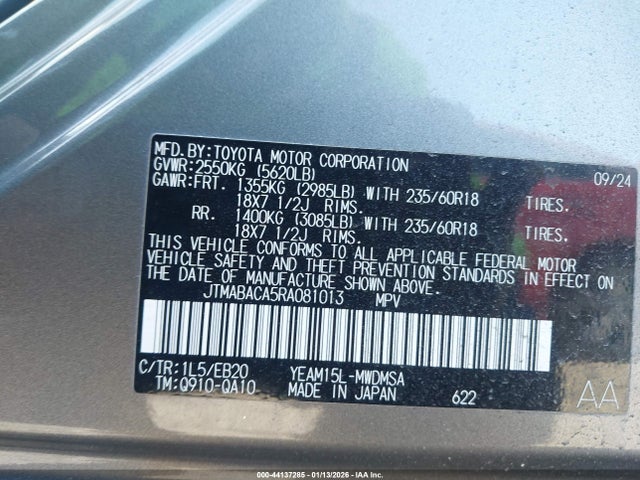 MFD. BY: TOYOTA MOTOR CORPORATION 09/24
GVWR: 2550KG (5620LB)
GAWR: FRT. 1355KG (2985LB) WITH 235/60R18 TIRES.
18X7 1/2J RIMS.
RR. 1400KG (3085LB) WITH 235/60R18 TIRES.
18X7 1/2J RIMS.
THIS VEHICLE CONFORMS TO ALL APPLICABLE FEDERAL MOTOR
VEHICLE SAFETY AND THEFT PREVENTION STANDARDS IN EFFECT ON
THE DATE OF MANUFACTURE SHOWN ABOVE.
JTMABACA5RA081013 MPV
C/TR: 1L5/EB20 YEAM15L-MWDMSA
TM: Q910-QA10 MADE IN JAPAN 622 AA
000-44137285 - 01/13/2026 - IAA Inc.